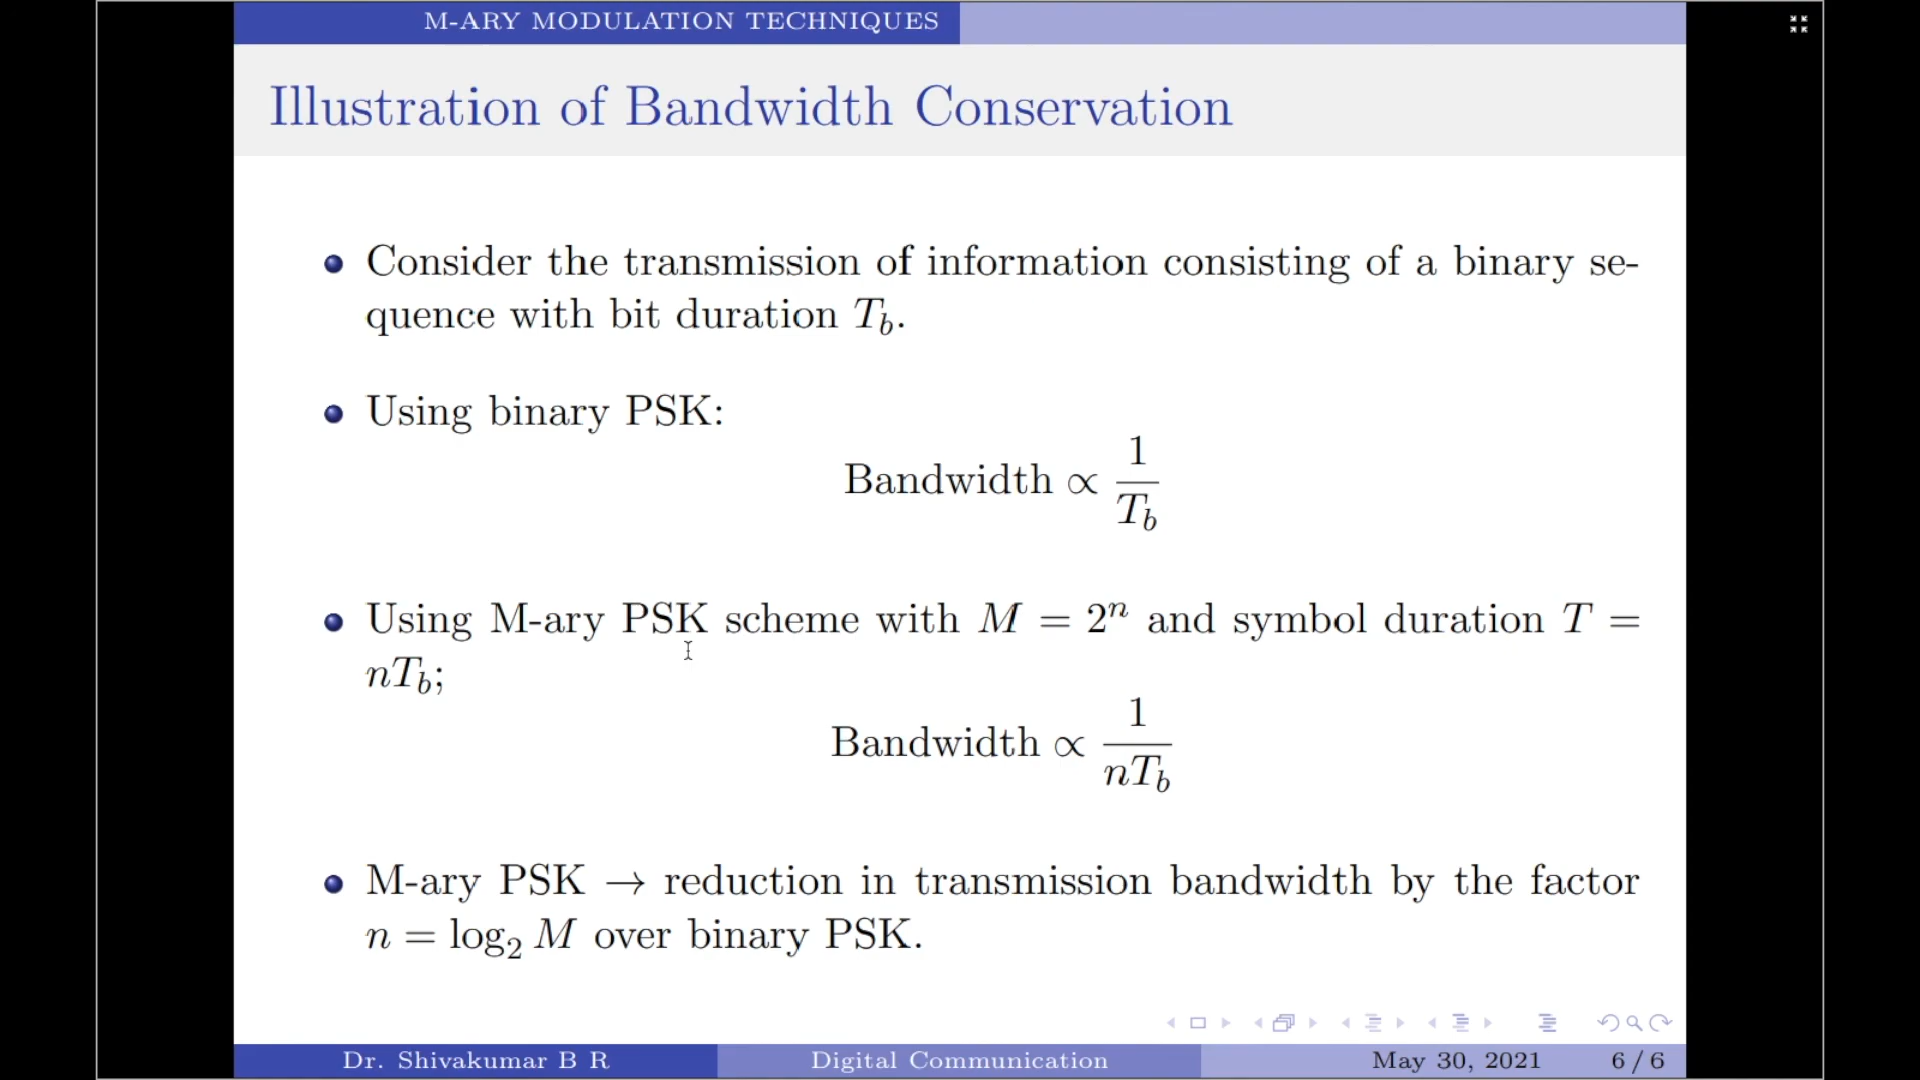 M-ARY MODULATION TECHNIQUES
Illustration of Bandwidth Conservation
Consider the transmission of information consisting of a binary se-
quence with bit duration T_b.
Using binary PSK:
Bandwidth ∝ 1/T_b
Using M-ary PSK scheme with M = 2^n and symbol duration T =
nT_b;
Bandwidth ∝ 1/nT_b
M-ary PSK → reduction in transmission bandwidth by the factor
n = log_2 M over binary PSK.
Dr. Shivakumar B R Digital Communication May 30, 2021 6 / 6